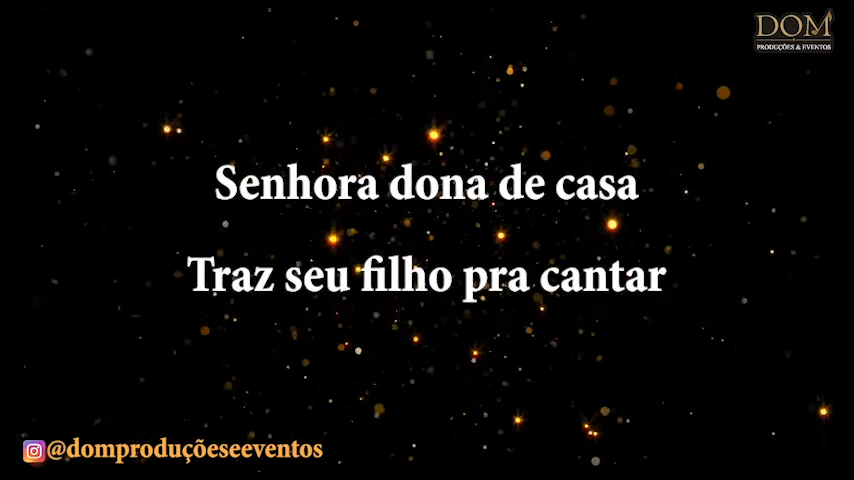 DOM
PRODUÇÕES & EVENTOS
Senhora dona de casa
Traz seu filho pra cantar
@domproduçõeseeventos